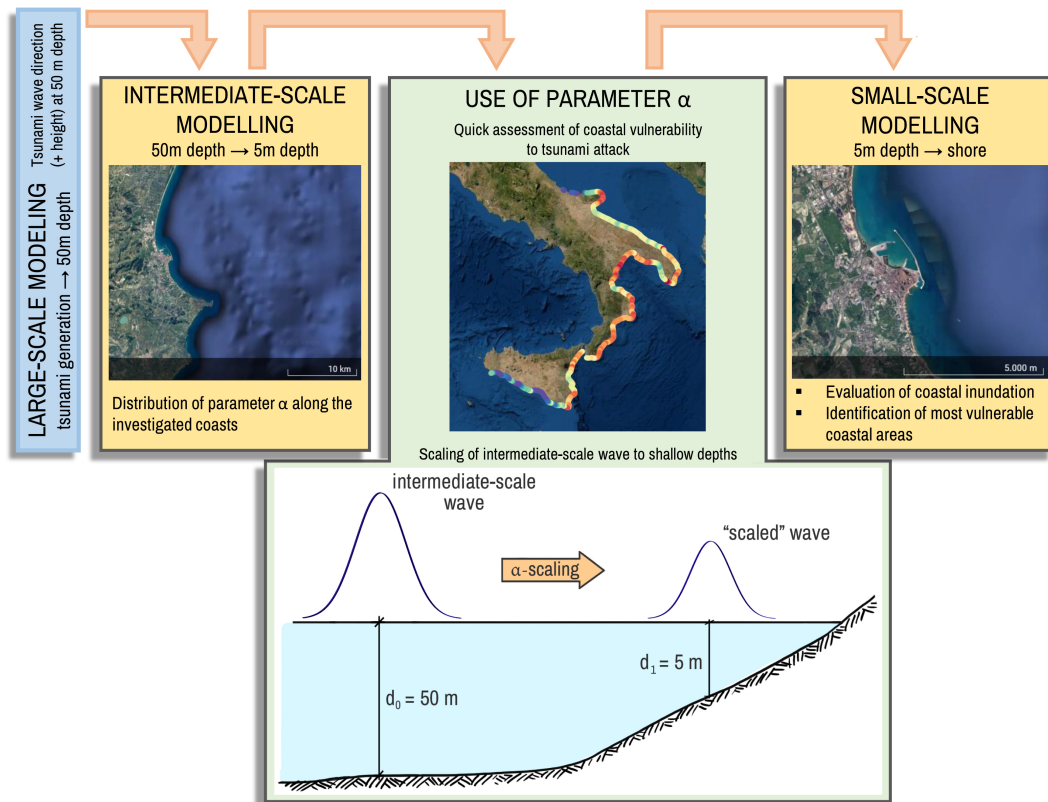 LARGE-SCALE MODELING
tsunami generation → 50m depth
Tsunami wave direction
(+ height) at 50 m depth
INTERMEDIATE-SCALE
MODELLING
50m depth → 5m depth
10 km
Distribution of parameter α along the
investigated coasts
USE OF PARAMETER α
Quick assessment of coastal vulnerability
to tsunami attack
Scaling of intermediate-scale wave to shallow depths
SMALL-SCALE
MODELLING
5m depth → shore
5.000 m
▪ Evaluation of coastal inundation
▪ Identification of most vulnerable
coastal areas
intermediate-scale
wave
"scaled" wave
α-scaling
d₁ = 5 m
d₀ = 50 m